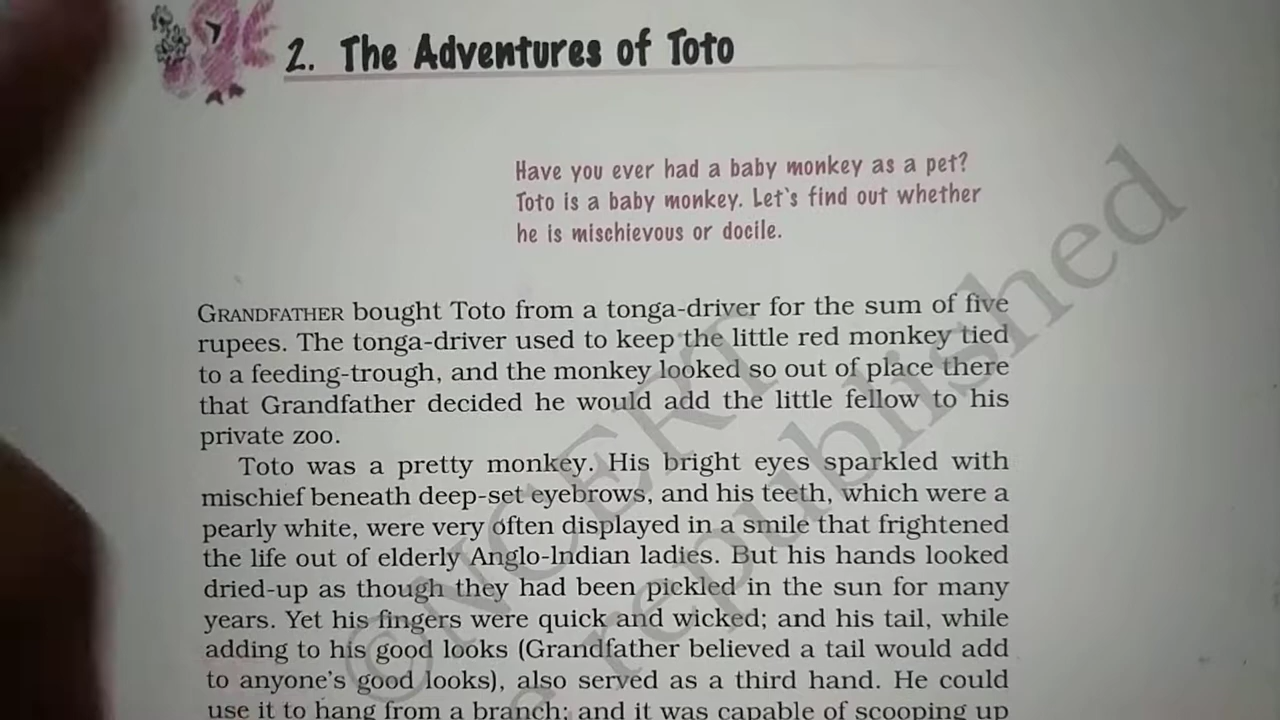 2. The Adventures of Toto
Have you ever had a baby monkey as a pet?
Toto is a baby monkey. Let's find out whether
he is mischievous or docile.
GRANDFATHER bought Toto from a tonga-driver for the sum of five
rupees. The tonga-driver used to keep the little red monkey tied
to a feeding-trough, and the monkey looked so out of place there
that Grandfather decided he would add the little fellow to his
private zoo.
Toto was a pretty monkey. His bright eyes sparkled with
mischief beneath deep-set eyebrows, and his teeth, which were a
pearly white, were very often displayed in a smile that frightened
the life out of elderly Anglo-Indian ladies. But his hands looked
dried-up as though they had been pickled in the sun for many
years. Yet his fingers were quick and wicked; and his tail, while
adding to his good looks (Grandfather believed a tail would add
to anyone's good looks), also served as a third hand. He could
use it to hang from a branch; and it was capable of scooping up
©NCERT
republished